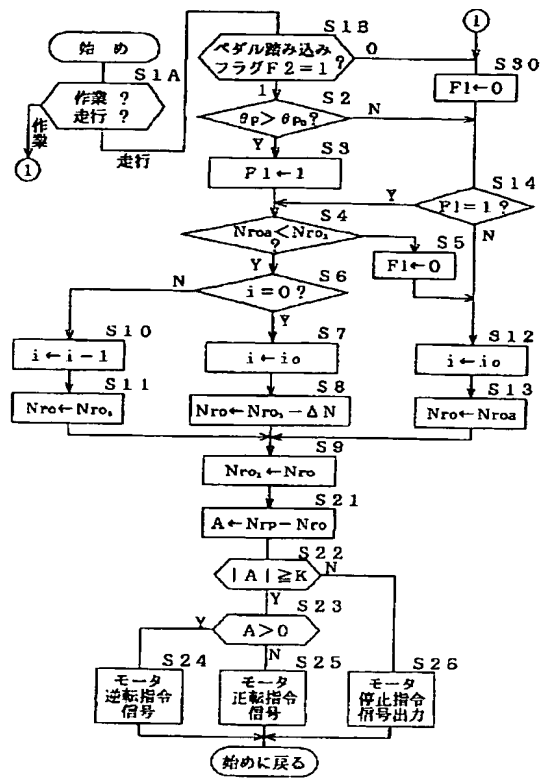 始め
S1A
作業？
走行？
作業
①
走行
S1B
ペダル踏み込み
フラグF2＝1？
0
1
①
S30
F1←0
S2
θP＞θPo？
N
Y
S3
F1←1
S14
F1＝1？
Y
N
S4
Nroa＜Nro₁
？
Y
S5
F1←0
S6
i＝0？
N
Y
S10
i←i−1
S7
i←io
S12
i←io
S11
Nro←Nro₁
S8
Nro←Nro₁−ΔN
S13
Nro←Nroa
S9
Nro₁←Nro
S21
A←Nrp−Nro
S22
|A|≧K
N
Y
S23
A＞0
Y
N
S24
モータ
逆転指令
信号
S25
モータ
正転指令
信号
S26
モータ
停止指令
信号出力
始めに戻る